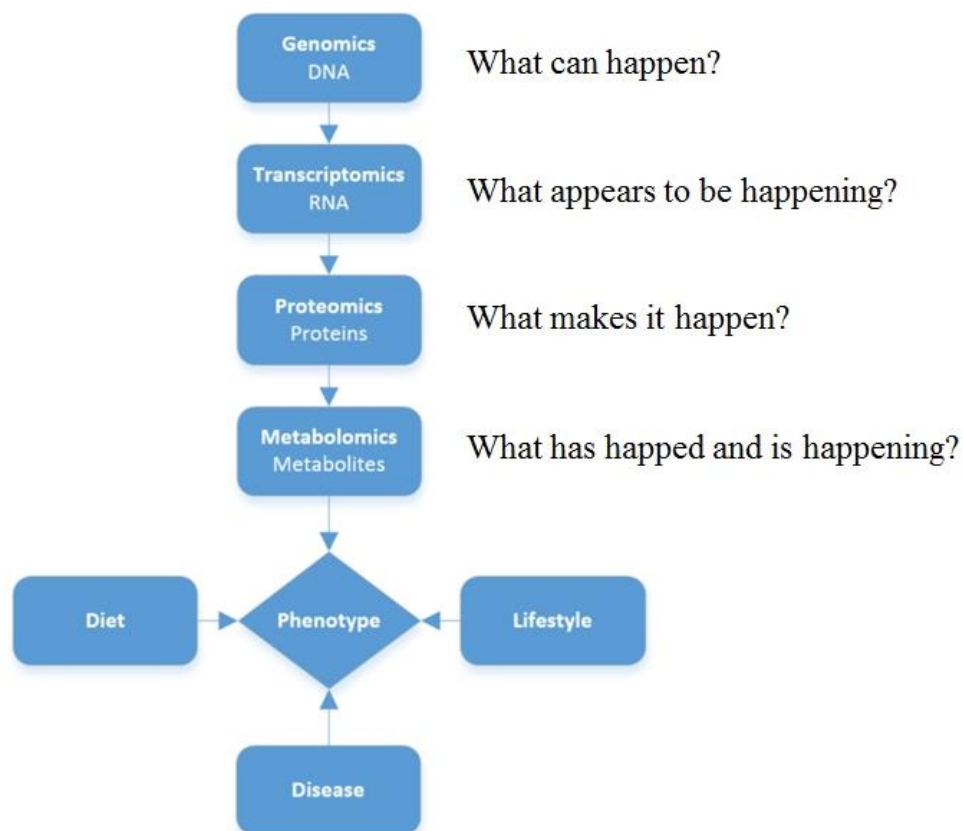 Genomics
DNA
What can happen?
Transcriptomics
RNA
What appears to be happening?
Proteomics
Proteins
What makes it happen?
Metabolomics
Metabolites
What has happed and is happening?
Diet
Phenotype
Lifestyle
Disease